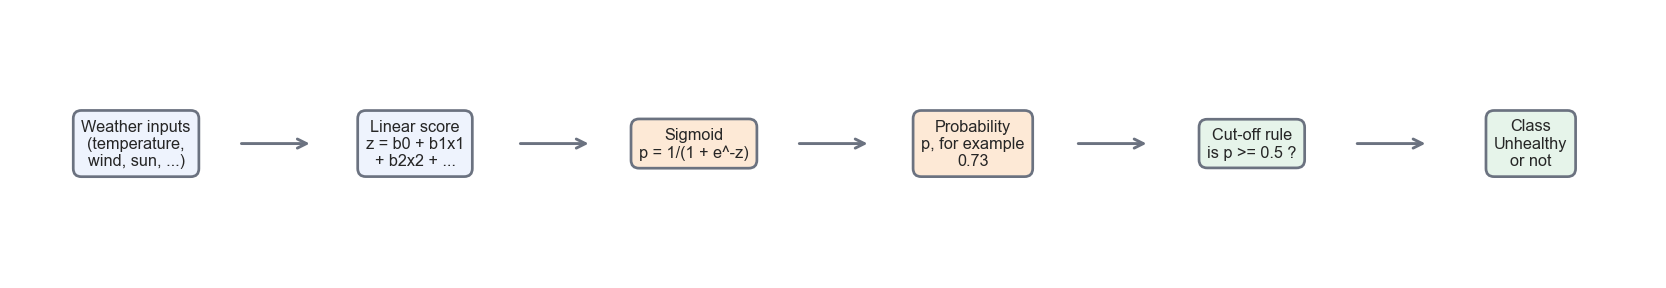 Weather inputs
(temperature,
wind, sun, ...)
Linear score
z = b0 + b1x1
+ b2x2 + ...
Sigmoid
p = 1/(1 + e^-z)
Probability
p, for example
0.73
Cut-off rule
is p >= 0.5 ?
Class
Unhealthy
or not